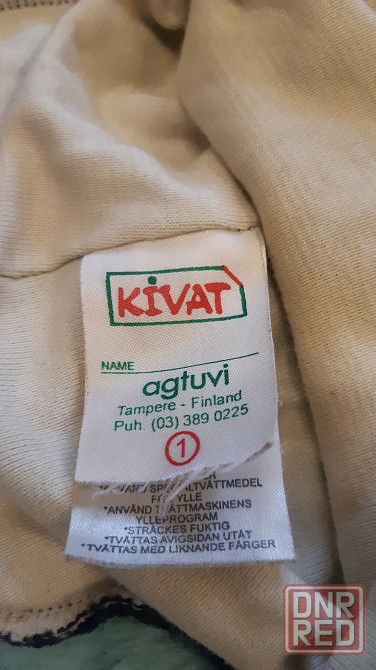 KiVAT
NAME
agtuvi
Tampere - Finland
Puh. (03) 389 0225
1
SPECIALTVÄTTMEDEL
FÖR YLLE
*ANVÄND TVÄTTMASKINENS
YLLEPROGRAM
*STRÄCKES FUKTIG
*TVÄTTAS AVIGSIDAN UTÅT
*TVÄTTAS MED LIKNANDE FÄRGER
DNR
RED